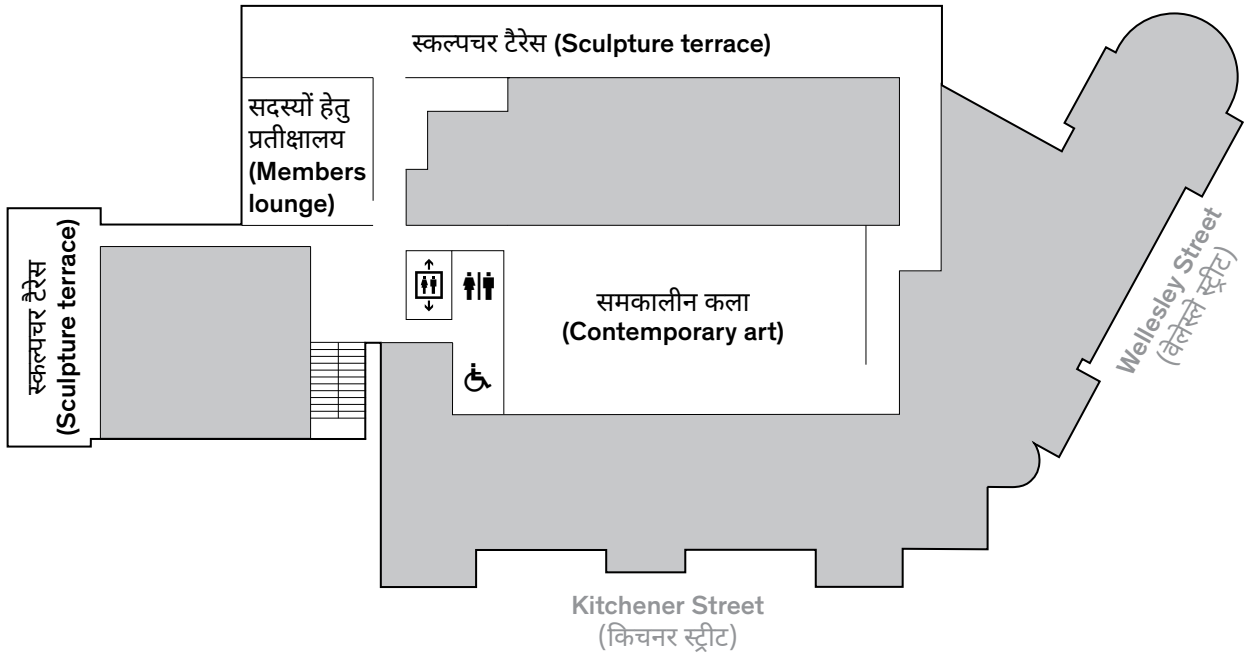 स्कल्पचर टैरेस (Sculpture terrace)
सदस्यों हेतु
प्रतीक्षालय
(Members
lounge)
स्कल्पचर टैरेस
(Sculpture terrace)
समकालीन कला
(Contemporary art)
Wellesley Street
(वेलेस्ले स्ट्रीट)
Kitchener Street
(किचनर स्ट्रीट)